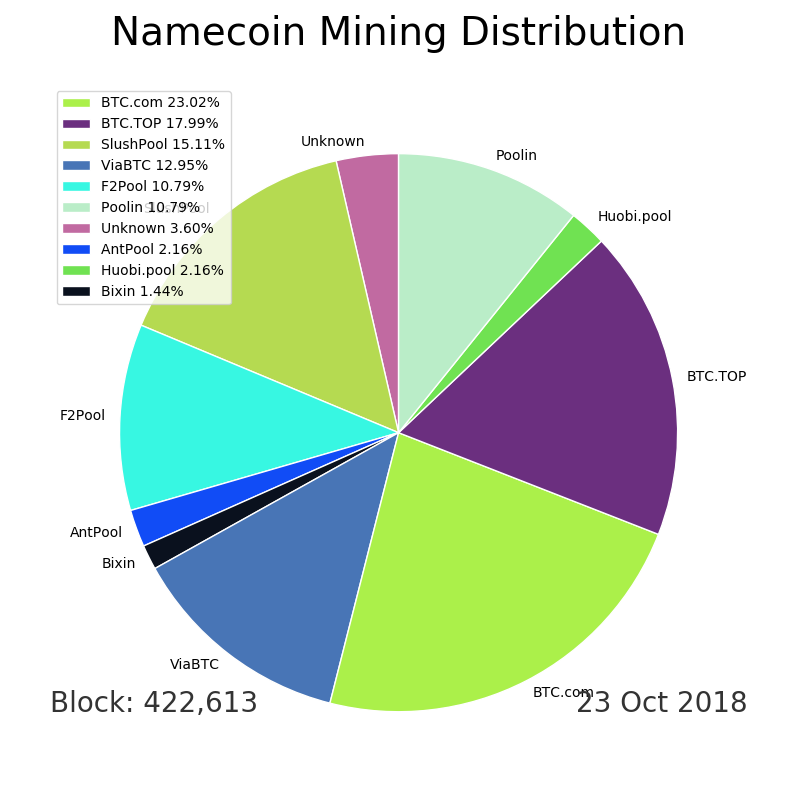 Namecoin Mining Distribution
BTC.com 23.02%
BTC.TOP 17.99%
SlushPool 15.11%
ViaBTC 12.95%
F2Pool 10.79%
Poolin 10.79%
Unknown 3.60%
AntPool 2.16%
Huobi.pool 2.16%
Bixin 1.44%
Unknown
Poolin
SlushPool
Huobi.pool
BTC.TOP
F2Pool
AntPool
Bixin
ViaBTC
BTC.com
Block: 422,613
23 Oct 2018